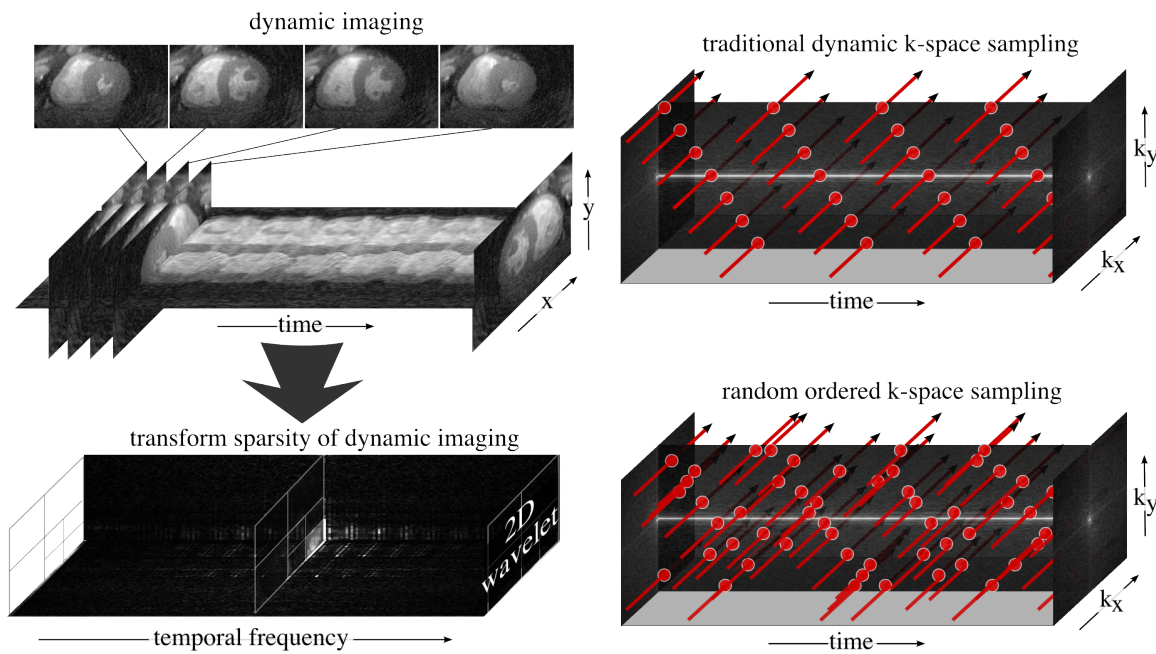 dynamic imaging
y
x
time
transform sparsity of dynamic imaging
2D
wavelet
temporal frequency
traditional dynamic k-space sampling
ky
kx
time
random ordered k-space sampling
ky
kx
time